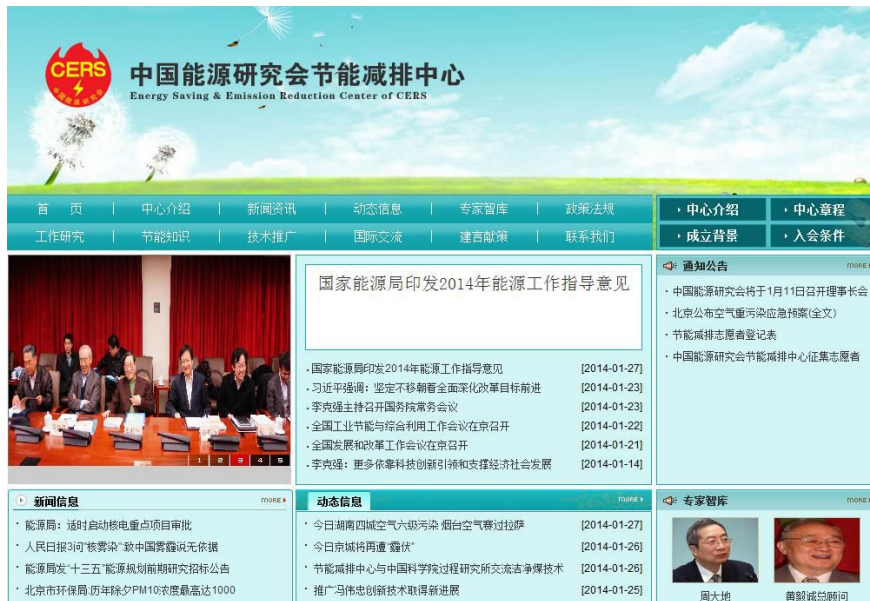 CERS
中国能源研究会
中国能源研究会节能减排中心
Energy Saving & Emission Reduction Center of CERS
首 页 | 中心介绍 | 新闻资讯 | 动态信息 | 专家智库 | 政策法规
工作研究 | 节能知识 | 技术推广 | 国际交流 | 建言献策 | 联系我们
中心介绍 中心章程
成立背景 入会条件
1 2 3 4 5
国家能源局印发2014年能源工作指导意见
国家能源局印发2014年能源工作指导意见 [2014-01-27]
习近平强调：坚定不移朝着全面深化改革目标前进 [2014-01-23]
李克强主持召开国务院常务会议 [2014-01-23]
全国工业节能与综合利用工作会议在京召开 [2014-01-22]
全国发展和改革工作会议在京召开 [2014-01-21]
李克强：更多依靠科技创新引领和支撑经济社会发展 [2014-01-14]
通知公告 MORE
中国能源研究会将于1月11日召开理事长会
北京公布空气重污染应急预案(全文)
节能减排志愿者登记表
中国能源研究会节能减排中心征集志愿者
新闻信息 MORE
能源局：适时启动核电重点项目审批
人民日报3问“核雾染”:致中国雾霾说无依据
能源局发“十三五”能源规划前期研究招标公告
北京市环保局:历年除夕PM10浓度最高达1000
动态信息 MORE
今日湖南四城空气六级污染 烟台空气赛过拉萨 [2014-01-27]
今日京城将再遭“霾伏” [2014-01-26]
节能减排中心与中国科学院过程研究所交流洁净煤技术 [2014-01-26]
推广冯伟忠创新技术取得新进展 [2014-01-25]
专家智库 MORE
周大地 黄毅诚总顾问